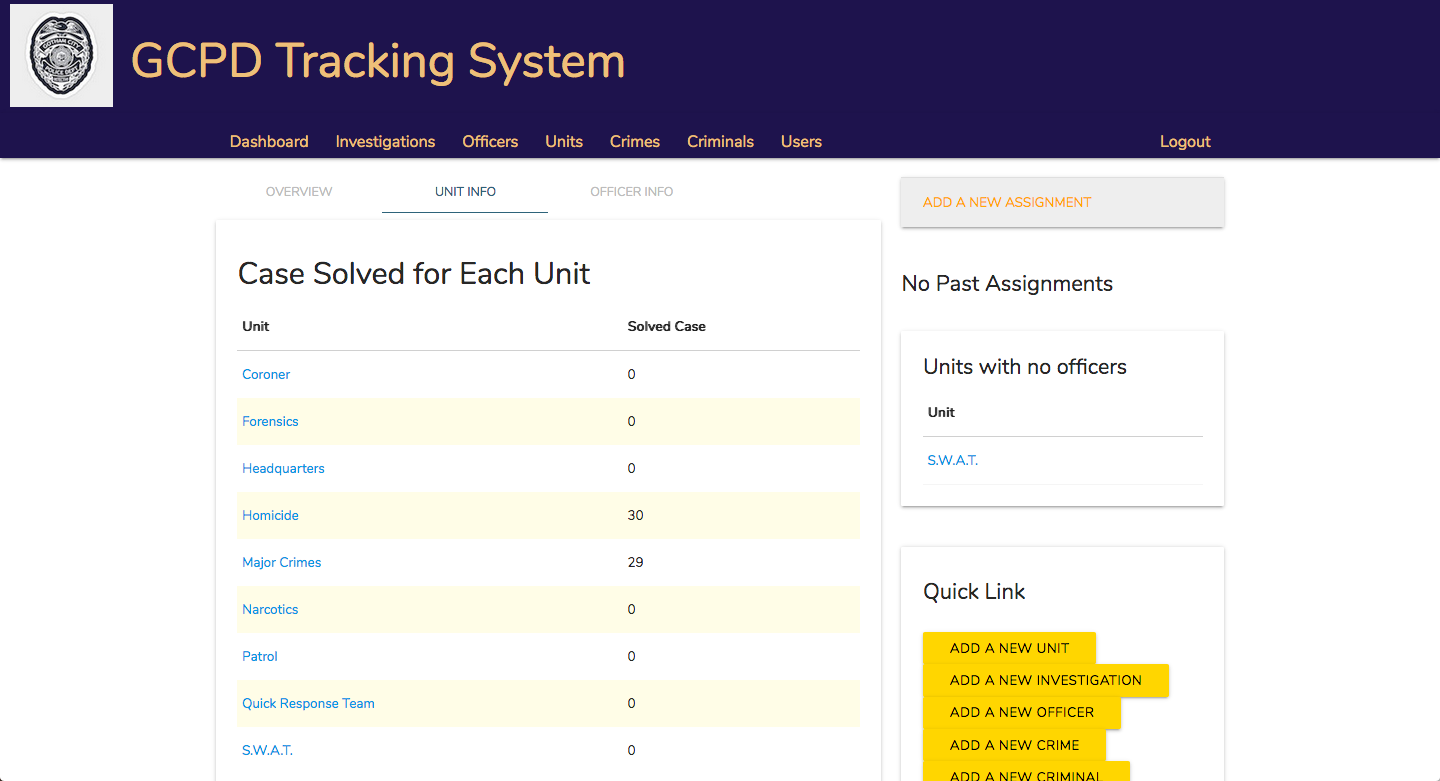 GOTHAM CITY
POLICE DEPT
GCPD Tracking System
Dashboard Investigations Officers Units Crimes Criminals Users Logout
OVERVIEW UNIT INFO OFFICER INFO
Case Solved for Each Unit
Unit Solved Case
Coroner 0
Forensics 0
Headquarters 0
Homicide 30
Major Crimes 29
Narcotics 0
Patrol 0
Quick Response Team 0
S.W.A.T. 0
ADD A NEW ASSIGNMENT
No Past Assignments
Units with no officers
Unit
S.W.A.T.
Quick Link
ADD A NEW UNIT
ADD A NEW INVESTIGATION
ADD A NEW OFFICER
ADD A NEW CRIME
ADD A NEW CRIMINAL